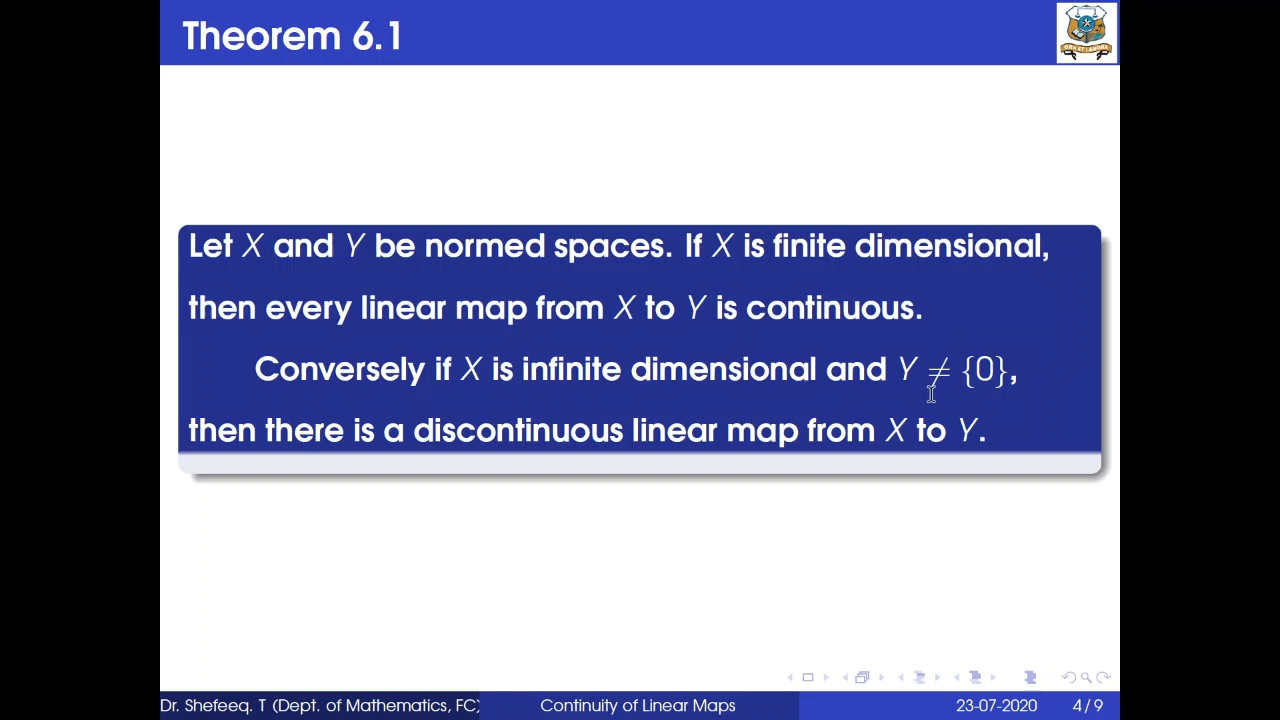 Theorem 6.1
Let X and Y be normed spaces. If X is finite dimensional,
then every linear map from X to Y is continuous.
Conversely if X is infinite dimensional and Y ≠ {0},
then there is a discontinuous linear map from X to Y.
Dr. Shefeeq. T (Dept. of Mathematics, FC) Continuity of Linear Maps 23-07-2020 4 / 9